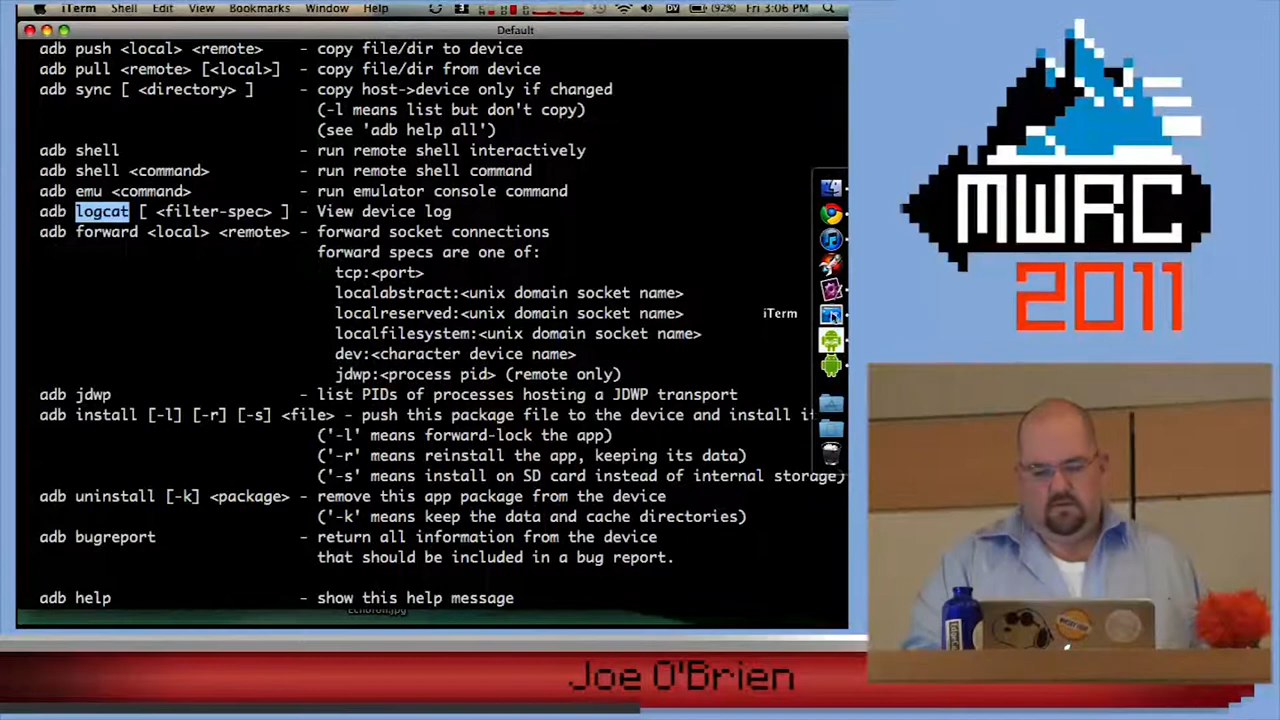 iTerm Shell Edit View Bookmarks Window Help (92%) Fri 3:06 PM
Default
adb push <local> <remote> - copy file/dir to device
adb pull <remote> [<local>] - copy file/dir from device
adb sync [ <directory> ] - copy host->device only if changed
(-l means list but don't copy)
(see 'adb help all')
adb shell - run remote shell interactively
adb shell <command> - run remote shell command
adb emu <command> - run emulator console command
adb logcat [ <filter-spec> ] - View device log
adb forward <local> <remote> - forward socket connections
forward specs are one of:
tcp:<port>
localabstract:<unix domain socket name>
localreserved:<unix domain socket name>
localfilesystem:<unix domain socket name>
dev:<character device name>
jdwp:<process pid> (remote only)
adb jdwp - list PIDs of processes hosting a JDWP transport
adb install [-l] [-r] [-s] <file> - push this package file to the device and install i
('-l' means forward-lock the app)
('-r' means reinstall the app, keeping its data)
('-s' means install on SD card instead of internal storage)
adb uninstall [-k] <package> - remove this app package from the device
('-k' means keep the data and cache directories)
adb bugreport - return all information from the device
that should be included in a bug report.
adb help - show this help message
iTerm
MWRC
2011
Joe O'Brien